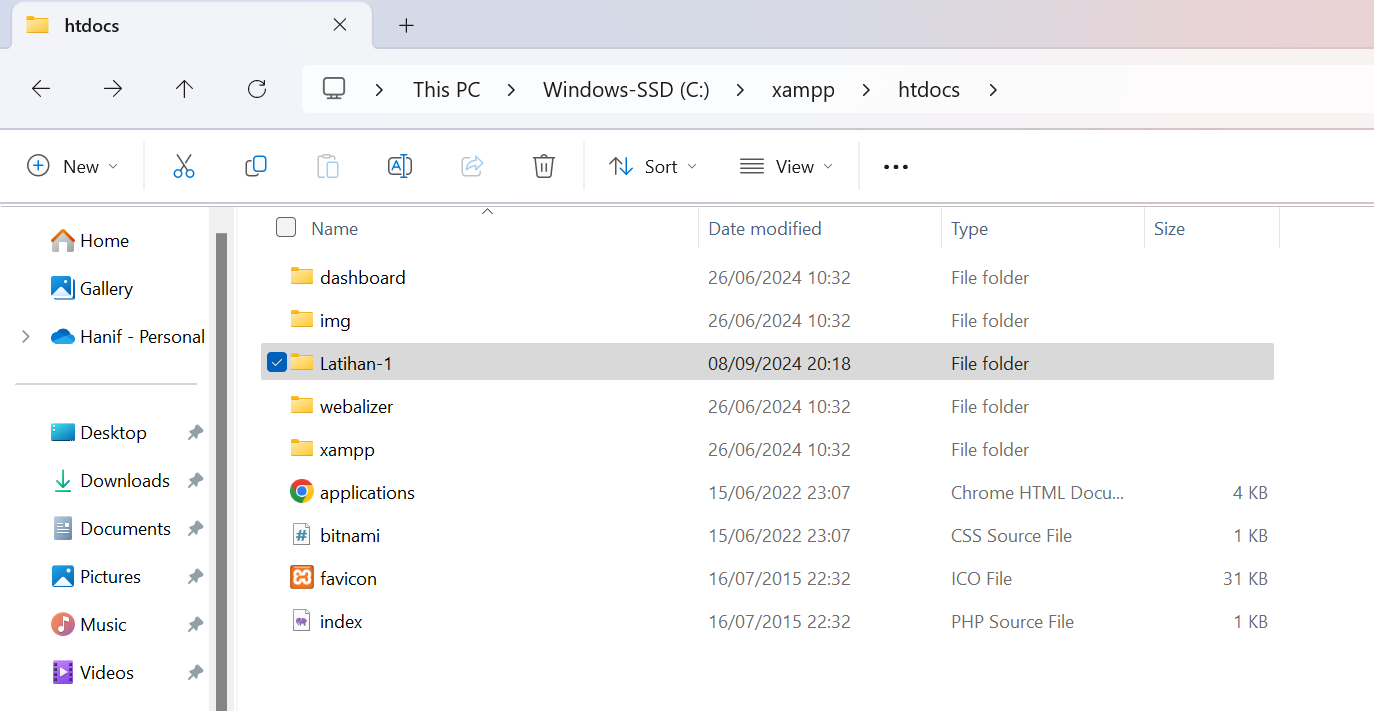 htdocs
This PC > Windows-SSD (C:) > xampp > htdocs >
New Sort View
Name Date modified Type Size
Home
Gallery
Hanif - Personal
Desktop
Downloads
Documents
Pictures
Music
Videos
dashboard 26/06/2024 10:32 File folder
img 26/06/2024 10:32 File folder
Latihan-1 08/09/2024 20:18 File folder
webalizer 26/06/2024 10:32 File folder
xampp 26/06/2024 10:32 File folder
applications 15/06/2022 23:07 Chrome HTML Docu... 4 KB
bitnami 15/06/2022 23:07 CSS Source File 1 KB
favicon 16/07/2015 22:32 ICO File 31 KB
index 16/07/2015 22:32 PHP Source File 1 KB